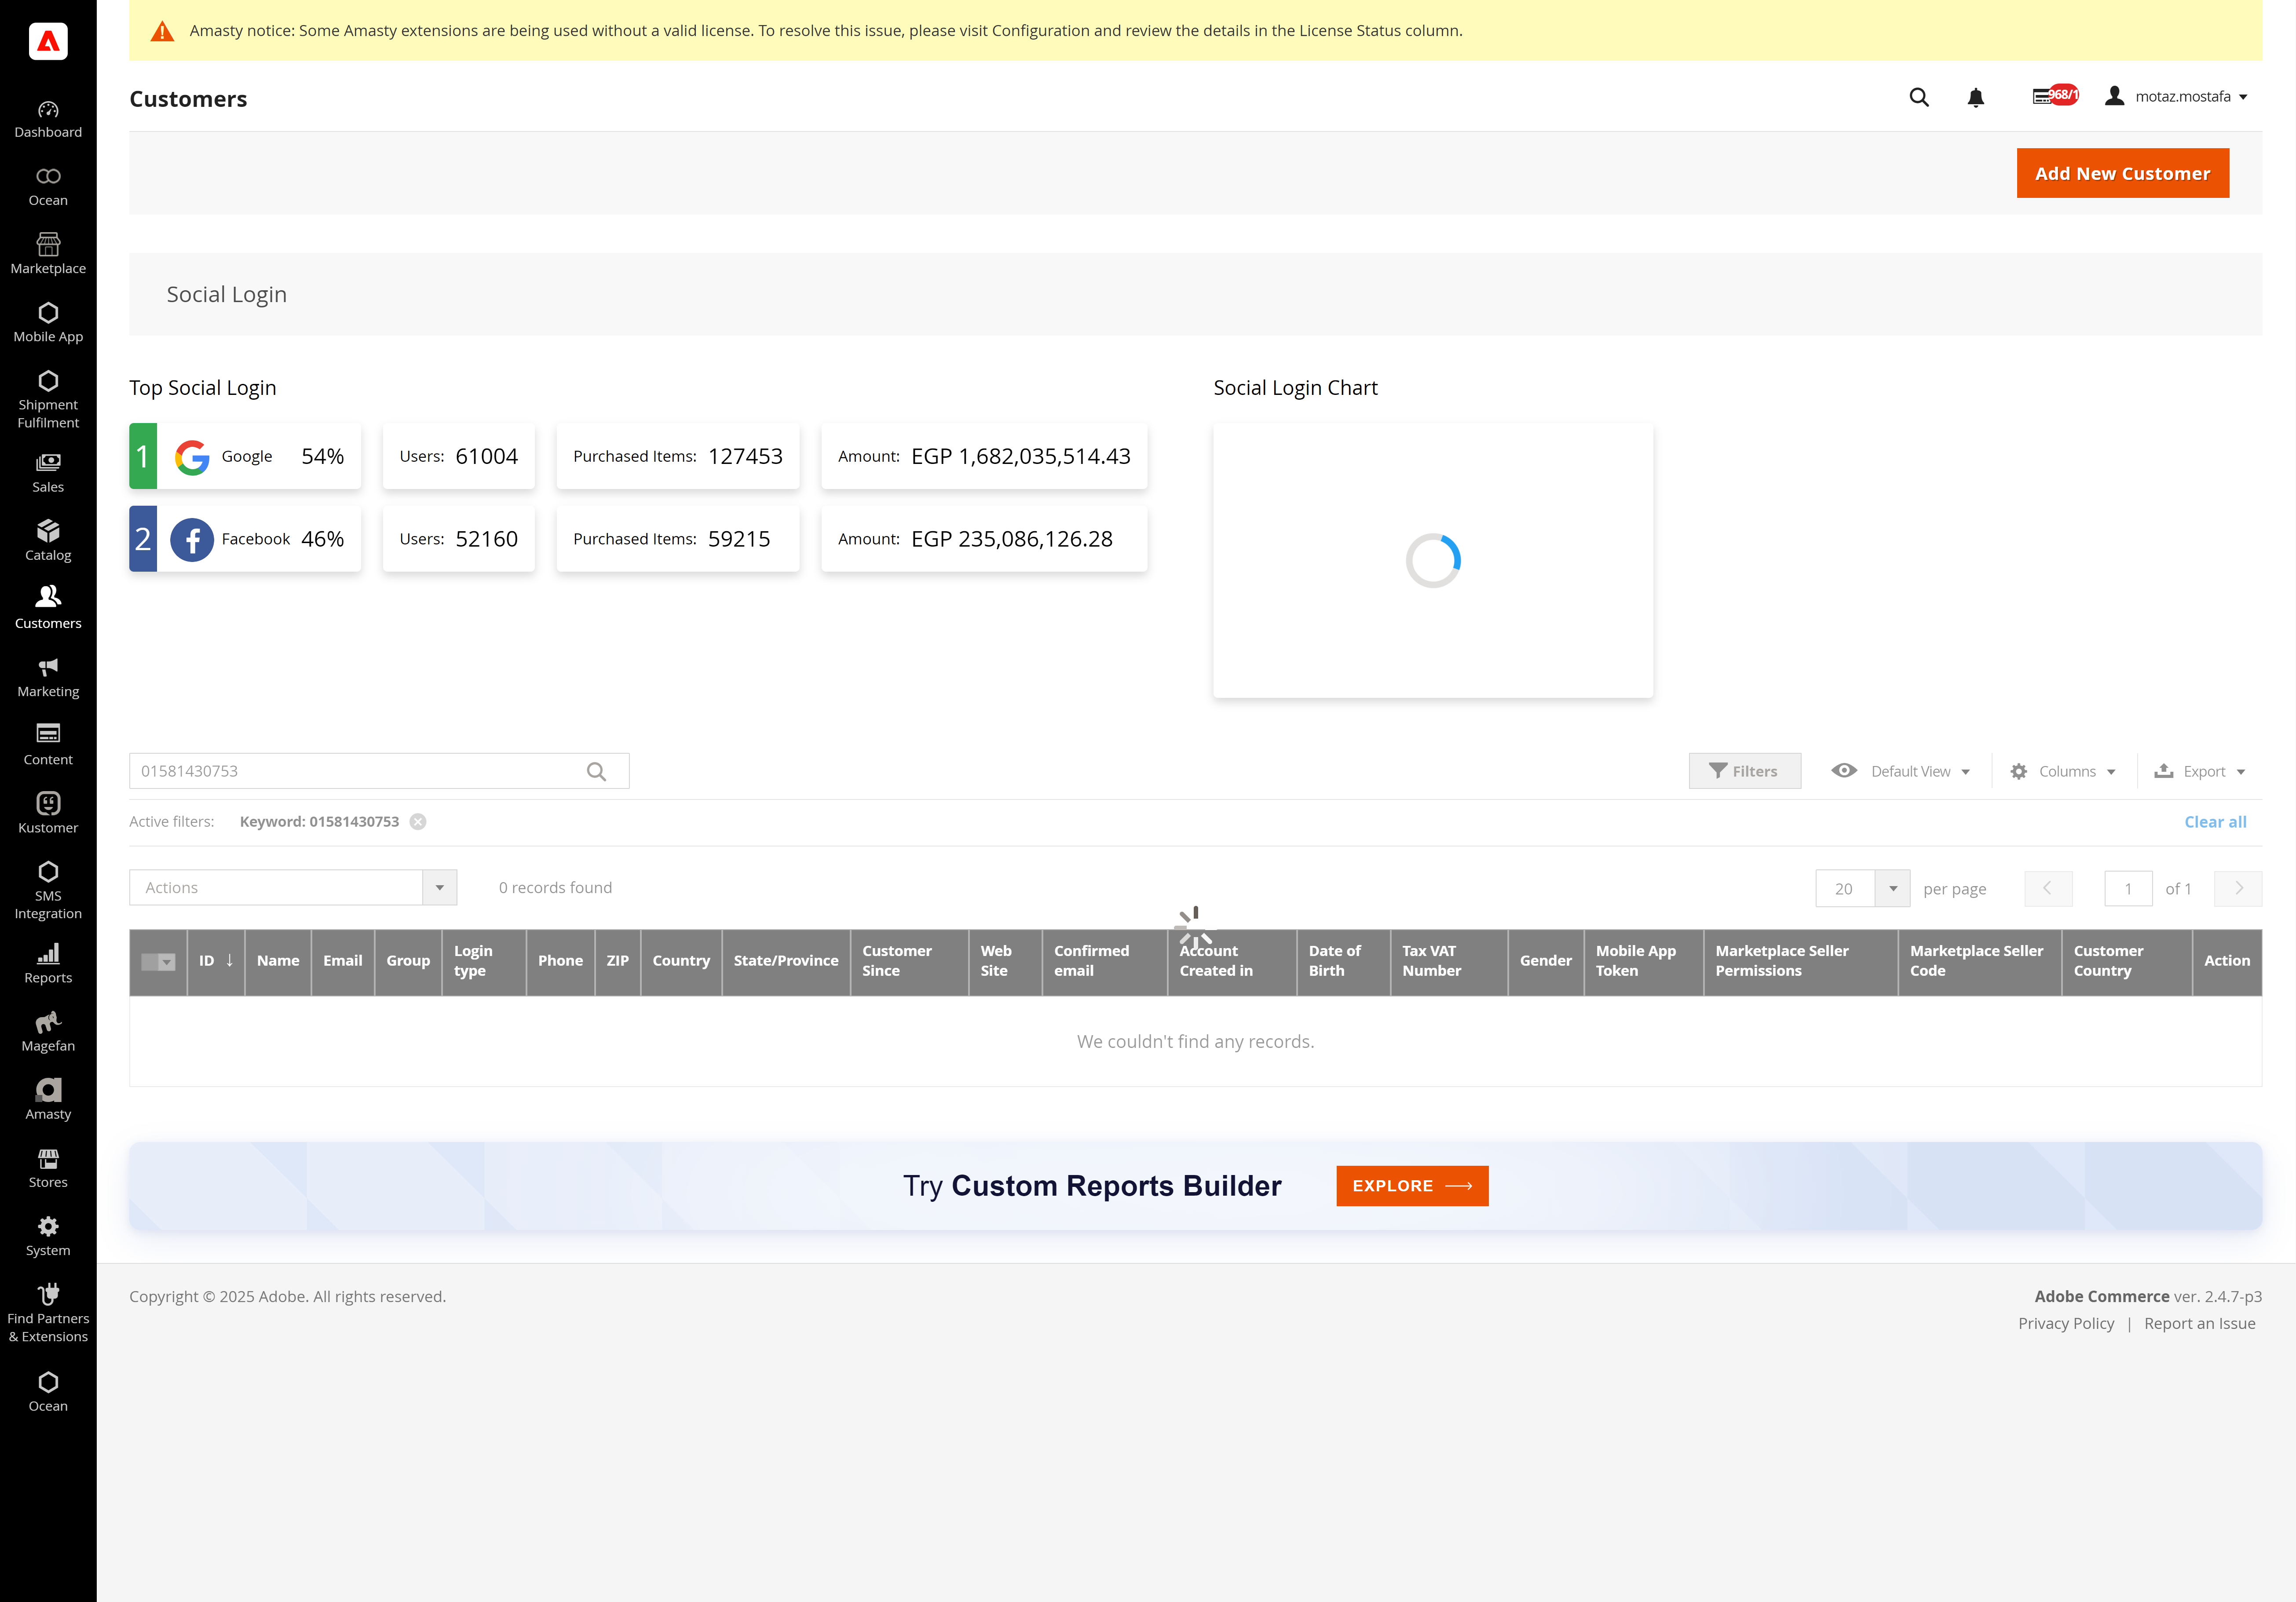 Amasty notice: Some Amasty extensions are being used without a valid license. To resolve this issue, please visit Configuration and review the details in the License Status column.
Customers
968/1
motaz.mostafa
Add New Customer
Dashboard
Ocean
Marketplace
Mobile App
Shipment
Fulfilment
Sales
Catalog
Customers
Marketing
Content
Kustomer
SMS
Integration
Reports
Magefan
Amasty
Stores
System
Find Partners
& Extensions
Ocean
Social Login
Top Social Login
Social Login Chart
1 Google 54% Users: 61004 Purchased Items: 127453 Amount: EGP 1,682,035,514.43
2 Facebook 46% Users: 52160 Purchased Items: 59215 Amount: EGP 235,086,126.28
01581430753
Filters
Default View
Columns
Export
Active filters: Keyword: 01581430753
Clear all
Actions
0 records found
20 per page
1 of 1
ID ↓
Name
Email
Group
Login
type
Phone
ZIP
Country
State/Province
Customer
Since
Web
Site
Confirmed
email
Account
Created in
Date of
Birth
Tax VAT
Number
Gender
Mobile App
Token
Marketplace Seller
Permissions
Marketplace Seller
Code
Customer
Country
Action
We couldn't find any records.
Try Custom Reports Builder
EXPLORE
Copyright © 2025 Adobe. All rights reserved.
Adobe Commerce ver. 2.4.7-p3
Privacy Policy | Report an Issue